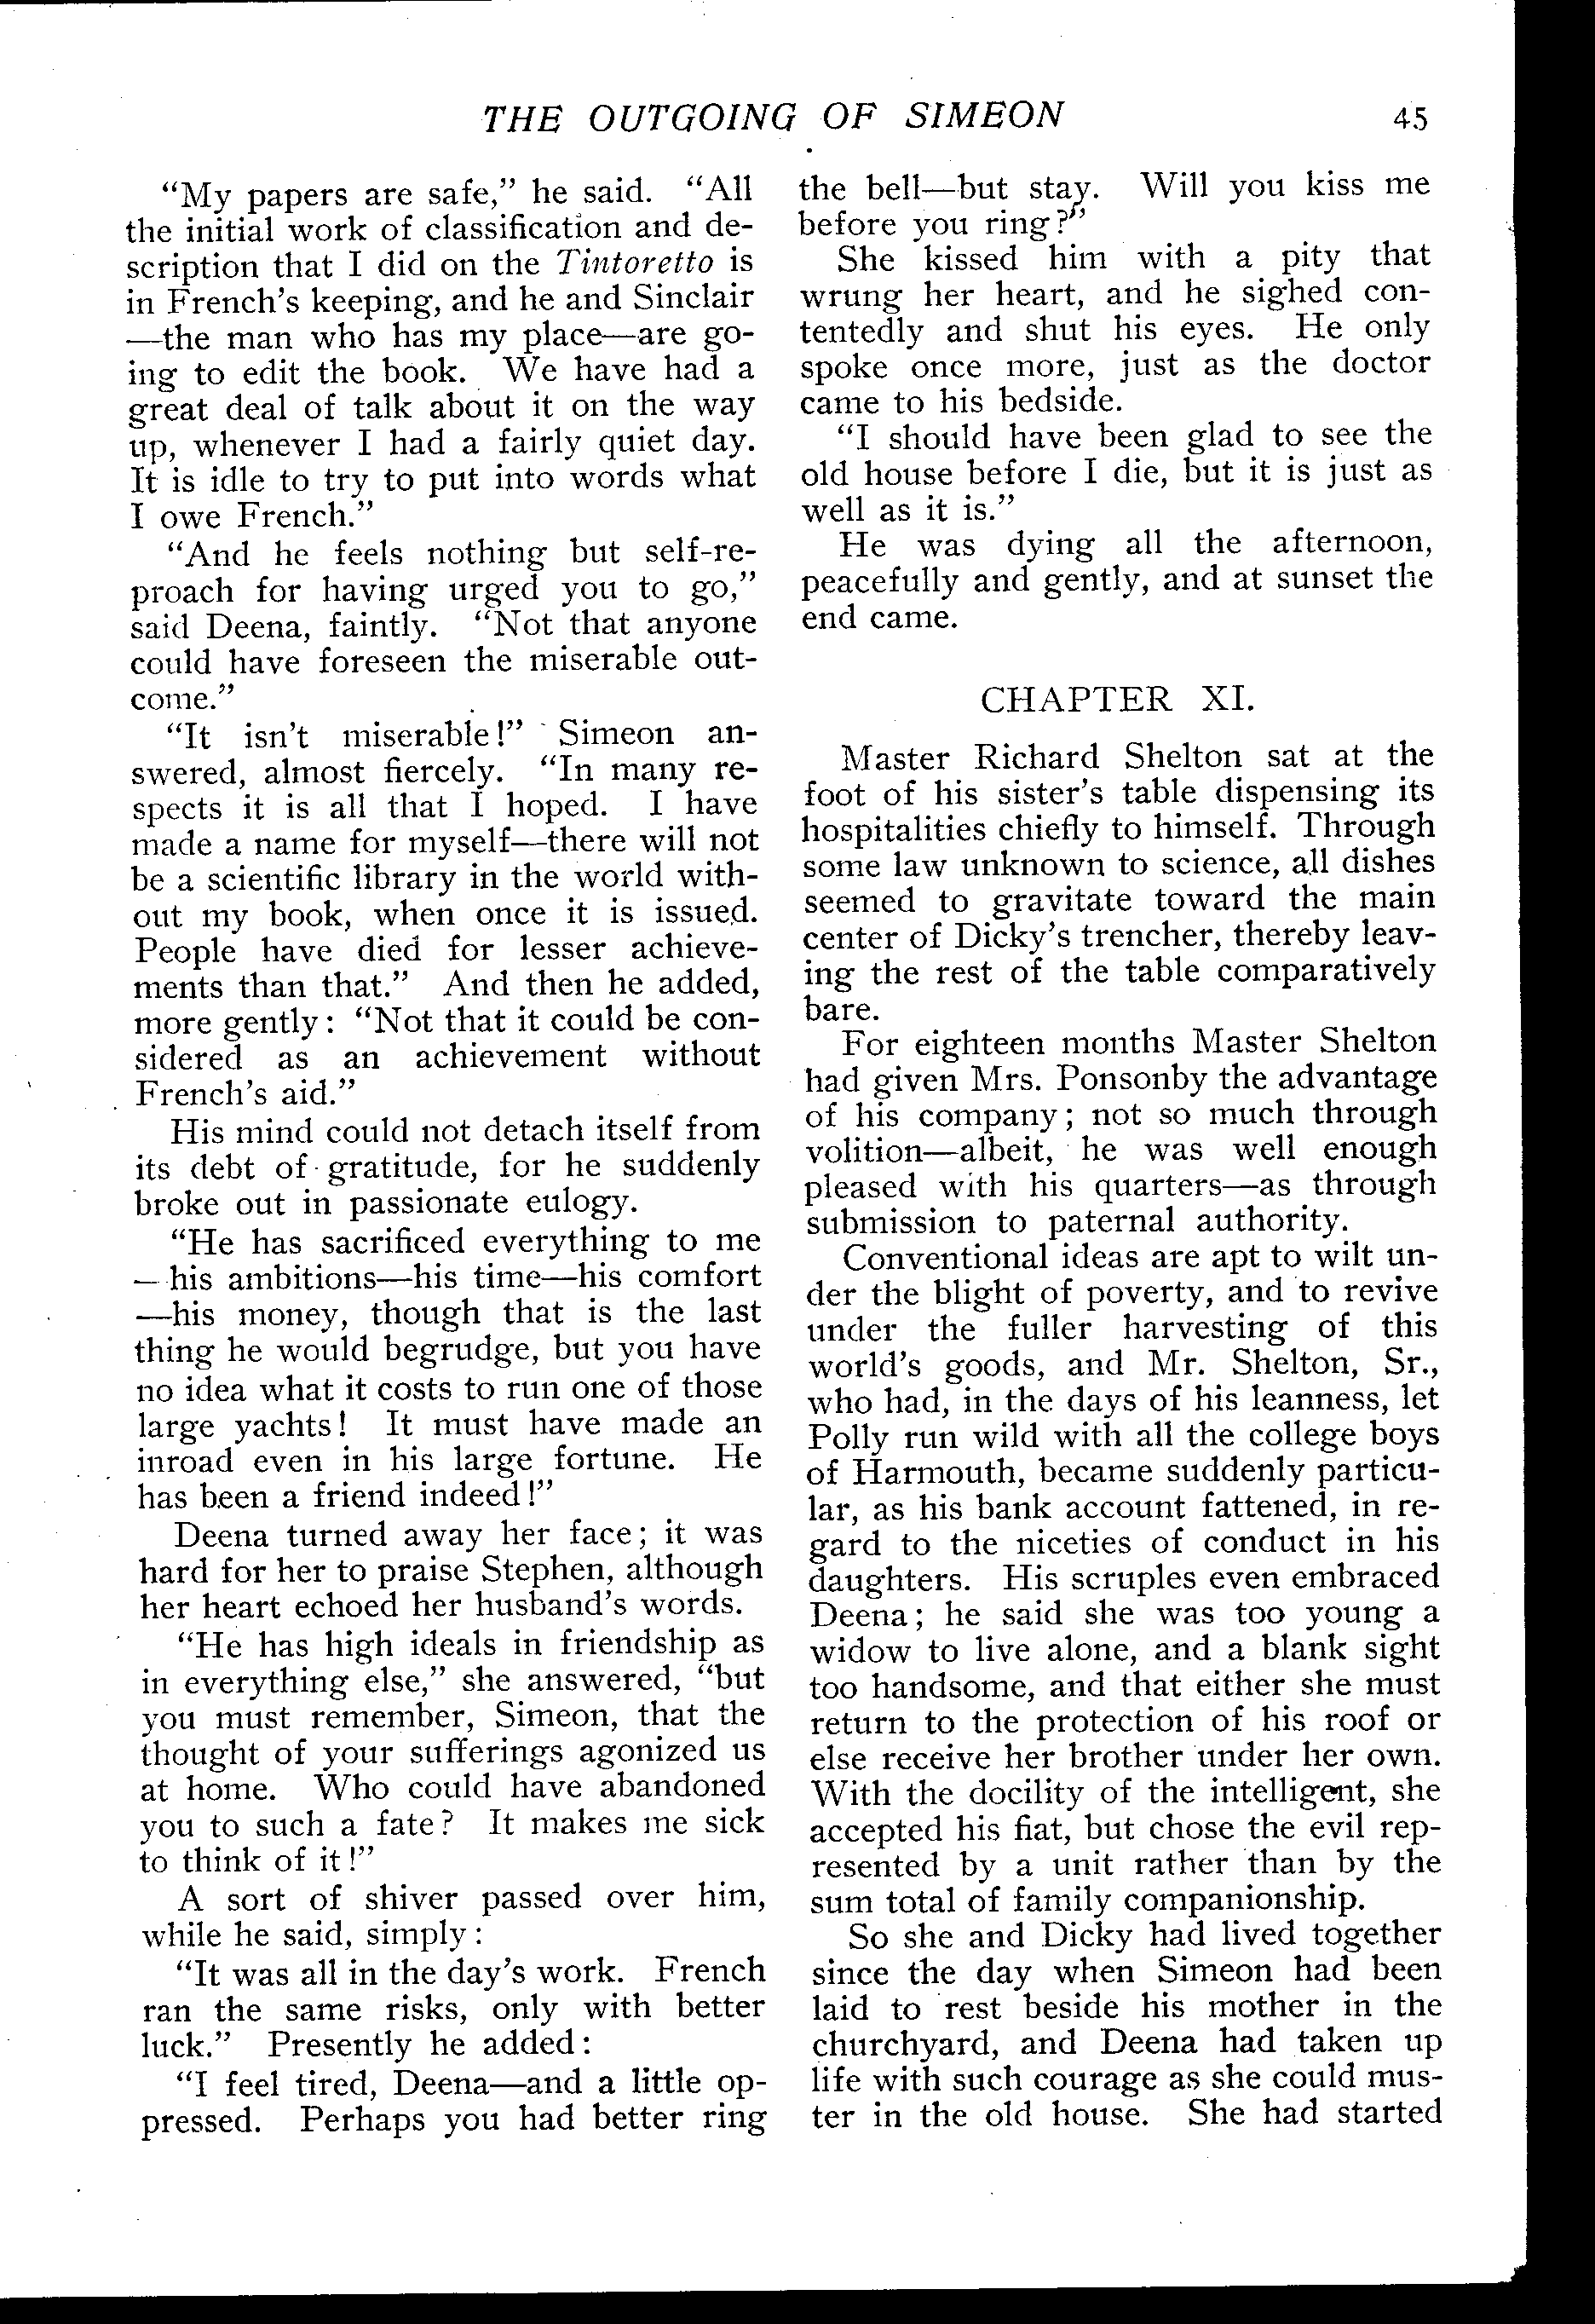 THE OUTGOING OF SIMEON 45
“My papers are safe,” he said. “All
the initial work of classification and de-
scription that I did on the Tintoretto is
in French’s keeping, and he and Sinclair
—the man who has my place—are go-
ing to edit the book. We have had a
great deal of talk about it on the way
up, whenever I had a fairly quiet day.
It is idle to try to put into words what
I owe French.”
“And he feels nothing but self-re-
proach for having urged you to go,”
said Deena, faintly. “Not that anyone
could have foreseen the miserable out-
come.”
“It isn’t miserable!” Simeon an-
swered, almost fiercely. “In many re-
spects it is all that I hoped. I have
made a name for myself—there will not
be a scientific library in the world with-
out my book, when once it is issued.
People have died for lesser achieve-
ments than that.” And then he added,
more gently: “Not that it could be con-
sidered as an achievement without
French’s aid.”
His mind could not detach itself from
its debt of gratitude, for he suddenly
broke out in passionate eulogy.
“He has sacrificed everything to me
—his ambitions—his time—his comfort
—his money, though that is the last
thing he would begrudge, but you have
no idea what it costs to run one of those
large yachts! It must have made an
inroad even in his large fortune. He
has been a friend indeed!”
Deena turned away her face; it was
hard for her to praise Stephen, although
her heart echoed her husband’s words.
“He has high ideals in friendship as
in everything else,” she answered, “but
you must remember, Simeon, that the
thought of your sufferings agonized us
at home. Who could have abandoned
you to such a fate? It makes me sick
to think of it!”
A sort of shiver passed over him,
while he said, simply:
“It was all in the day’s work. French
ran the same risks, only with better
luck.” Presently he added:
“I feel tired, Deena—and a little op-
pressed. Perhaps you had better ring
the bell—but stay. Will you kiss me
before you ring?”
She kissed him with a pity that
wrung her heart, and he sighed con-
tentedly and shut his eyes. He only
spoke once more, just as the doctor
came to his bedside.
“I should have been glad to see the
old house before I die, but it is just as
well as it is.”
He was dying all the afternoon,
peacefully and gently, and at sunset the
end came.
CHAPTER XI.
Master Richard Shelton sat at the
foot of his sister’s table dispensing its
hospitalities chiefly to himself. Through
some law unknown to science, all dishes
seemed to gravitate toward the main
center of Dicky’s trencher, thereby leav-
ing the rest of the table comparatively
bare.
For eighteen months Master Shelton
had given Mrs. Ponsonby the advantage
of his company; not so much through
volition—albeit, he was well enough
pleased with his quarters—as through
submission to paternal authority.
Conventional ideas are apt to wilt un-
der the blight of poverty, and to revive
under the fuller harvesting of this
world’s goods, and Mr. Shelton, Sr.,
who had, in the days of his leanness, let
Polly run wild with all the college boys
of Harmouth, became suddenly particu-
lar, as his bank account fattened, in re-
gard to the niceties of conduct in his
daughters. His scruples even embraced
Deena; he said she was too young a
widow to live alone, and a blank sight
too handsome, and that either she must
return to the protection of his roof or
else receive her brother under her own.
With the docility of the intelligent, she
accepted his fiat, but chose the evil rep-
resented by a unit rather than by the
sum total of family companionship.
So she and Dicky had lived together
since the day when Simeon had been
laid to rest beside his mother in the
churchyard, and Deena had taken up
life with such courage as she could mus-
ter in the old house. She had started